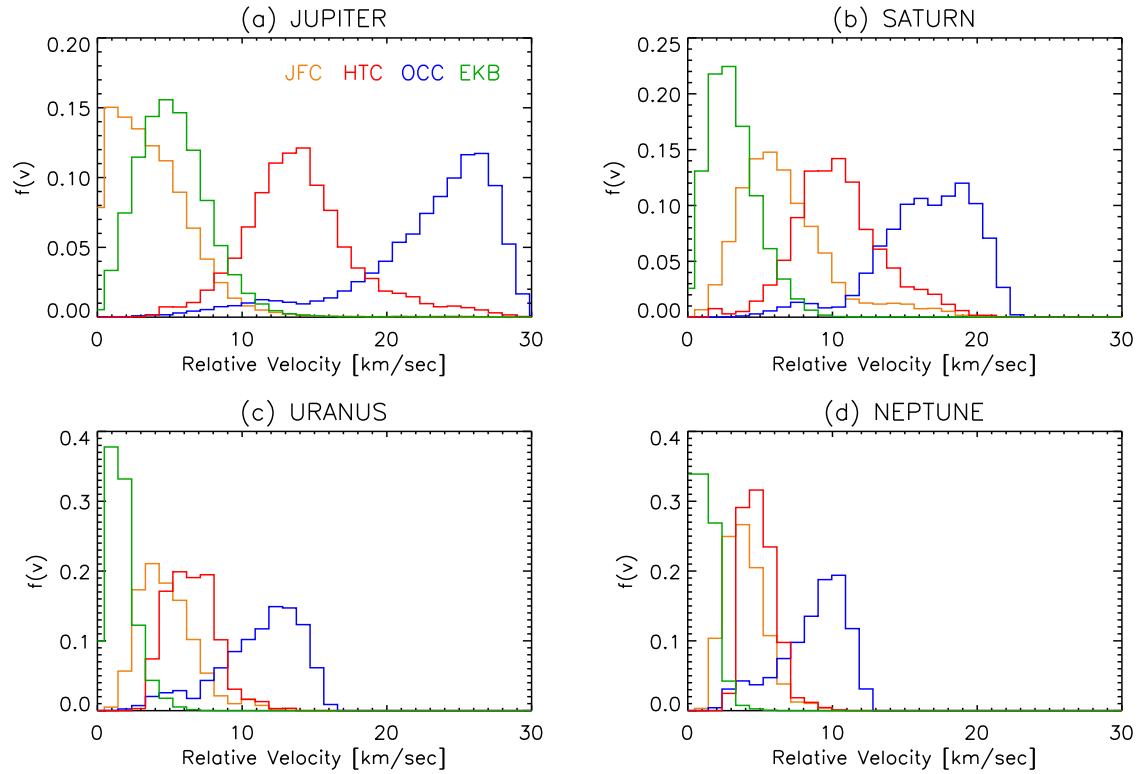 (a) JUPITER
0.20
0.15
0.10
0.05
0.00
f(v)
JFC HTC OCC EKB
0 10 20 30
Relative Velocity [km/sec]
(b) SATURN
0.25
0.20
0.15
0.10
0.05
0.00
f(v)
0 10 20 30
Relative Velocity [km/sec]
(c) URANUS
0.4
0.3
0.2
0.1
0.0
f(v)
0 10 20 30
Relative Velocity [km/sec]
(d) NEPTUNE
0.4
0.3
0.2
0.1
0.0
f(v)
0 10 20 30
Relative Velocity [km/sec]